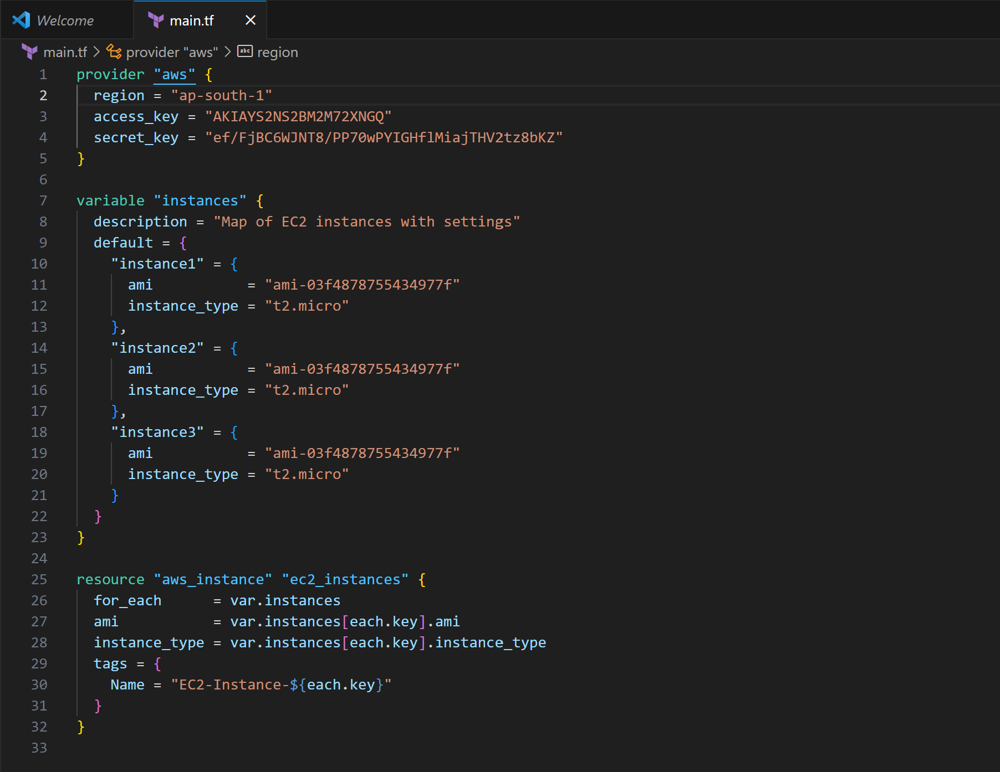 Welcome
main.tf
main.tf > provider "aws" > abc region
1 provider "aws" {
2   region = "ap-south-1"
3   access_key = "AKIAYS2NS2BM2M72XNGQ"
4   secret_key = "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"
5 }
6
7 variable "instances" {
8   description = "Map of EC2 instances with settings"
9   default = {
10     "instance1" = {
11       ami           = "ami-03f4878755434977f"
12       instance_type = "t2.micro"
13     },
14     "instance2" = {
15       ami           = "ami-03f4878755434977f"
16       instance_type = "t2.micro"
17     },
18     "instance3" = {
19       ami           = "ami-03f4878755434977f"
20       instance_type = "t2.micro"
21     }
22   }
23 }
24
25 resource "aws_instance" "ec2_instances" {
26   for_each      = var.instances
27   ami           = var.instances[each.key].ami
28   instance_type = var.instances[each.key].instance_type
29   tags = {
30     Name = "EC2-Instance-${each.key}"
31   }
32 }
33